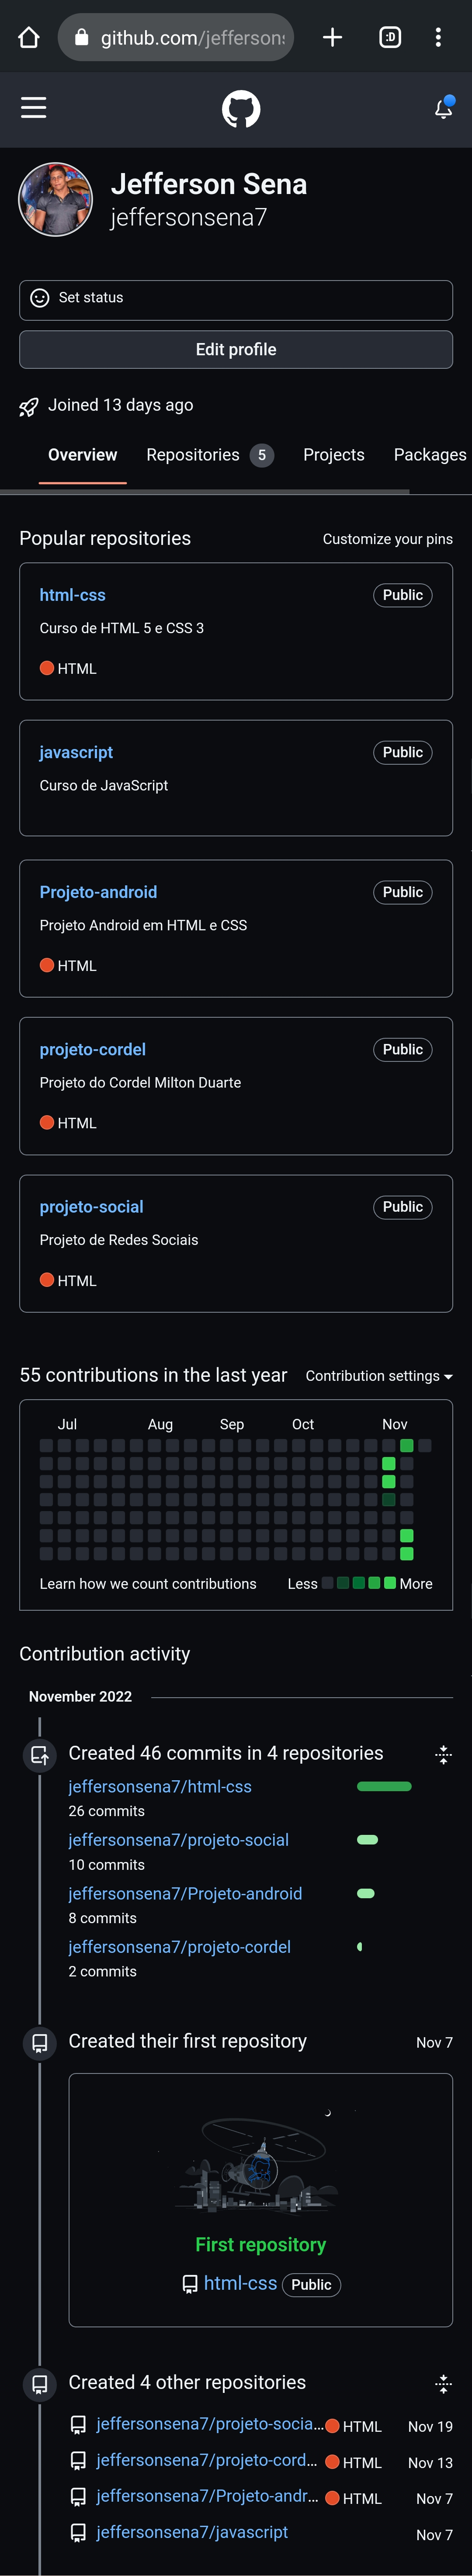 github.com/jefferson
:D
Jefferson Sena
jeffersonsena7
Set status
Edit profile
Joined 13 days ago
Overview Repositories 5 Projects Packages
Popular repositories Customize your pins
html-css Public
Curso de HTML 5 e CSS 3
HTML
javascript Public
Curso de JavaScript
Projeto-android Public
Projeto Android em HTML e CSS
HTML
projeto-cordel Public
Projeto do Cordel Milton Duarte
HTML
projeto-social Public
Projeto de Redes Sociais
HTML
55 contributions in the last year Contribution settings
Jul Aug Sep Oct Nov
Learn how we count contributions Less More
Contribution activity
November 2022
Created 46 commits in 4 repositories
jeffersonsena7/html-css
26 commits
jeffersonsena7/projeto-social
10 commits
jeffersonsena7/Projeto-android
8 commits
jeffersonsena7/projeto-cordel
2 commits
Created their first repository Nov 7
First repository
html-css Public
Created 4 other repositories
jeffersonsena7/projeto-socia... HTML Nov 19
jeffersonsena7/projeto-cord... HTML Nov 13
jeffersonsena7/Projeto-andr... HTML Nov 7
jeffersonsena7/javascript Nov 7